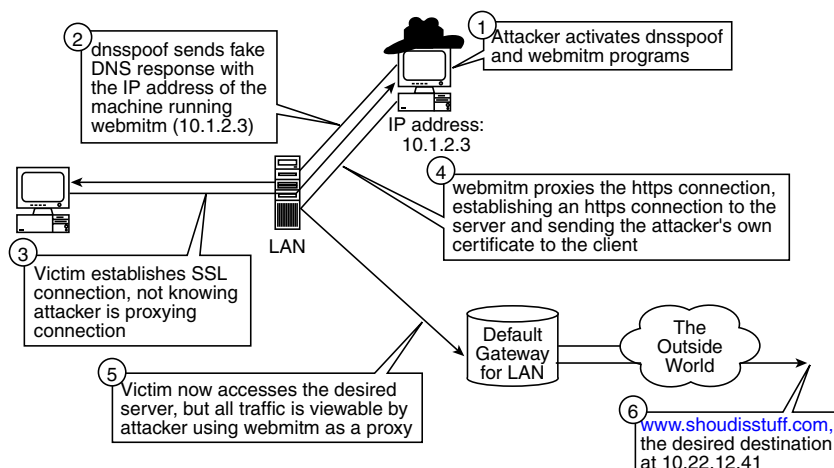 1
Attacker activates dnsspoof
and webmitm programs
2
dnsspoof sends fake
DNS response with
the IP address of the
machine running
webmitm (10.1.2.3)
IP address:
10.1.2.3
4
webmitm proxies the https connection,
establishing an https connection to the
server and sending the attacker's own
certificate to the client
LAN
3
Victim establishes SSL
connection, not knowing
attacker is proxying
connection
Default
Gateway
for LAN
The
Outside
World
5
Victim now accesses the desired
server, but all traffic is viewable by
attacker using webmitm as a proxy
6
www.shoudisstuff.com,
the desired destination
at 10.22.12.41